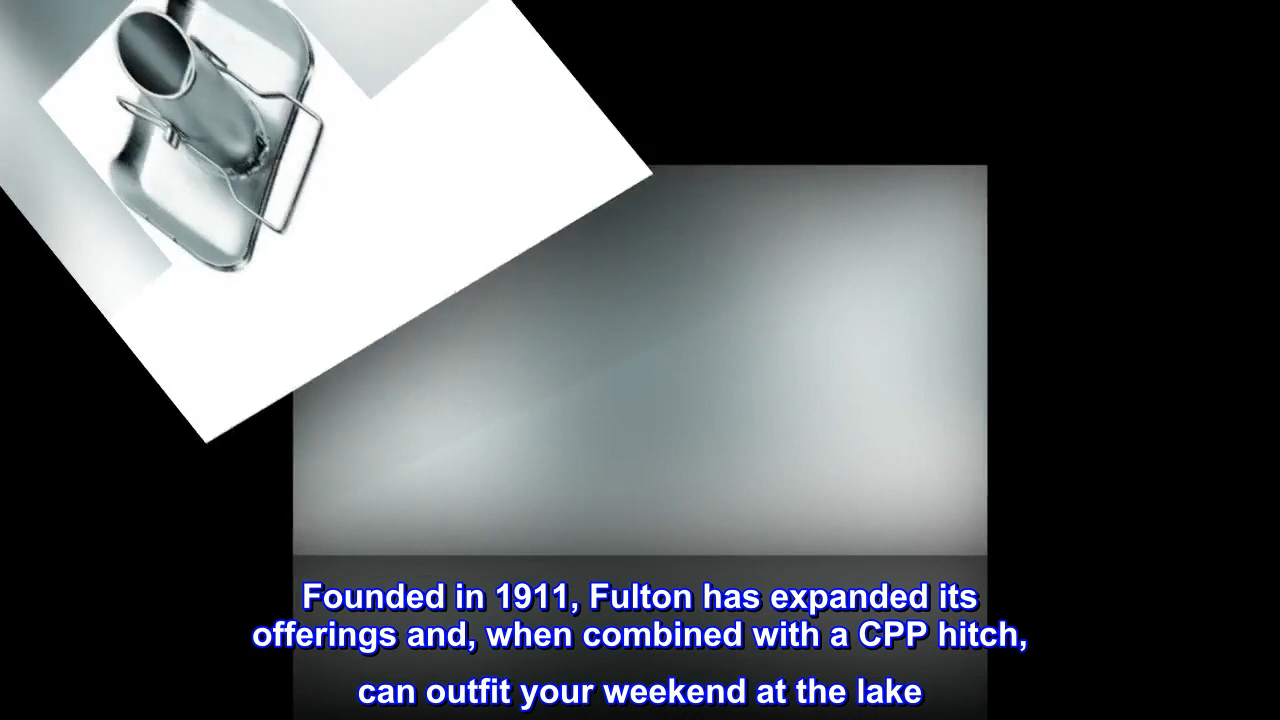 Founded in 1911, Fulton has expanded its
offerings and, when combined with a CPP hitch,
can outfit your weekend at the lake